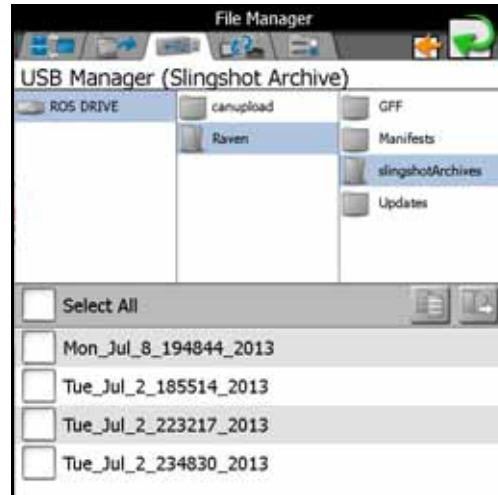 File Manager
USB Manager (Slingshot Archive)
ROS DRIVE
canupload
Raven
GFF
Manifests
slingshotArchives
Updates
Select All
Mon_Jul_8_194844_2013
Tue_Jul_2_185514_2013
Tue_Jul_2_223217_2013
Tue_Jul_2_234830_2013